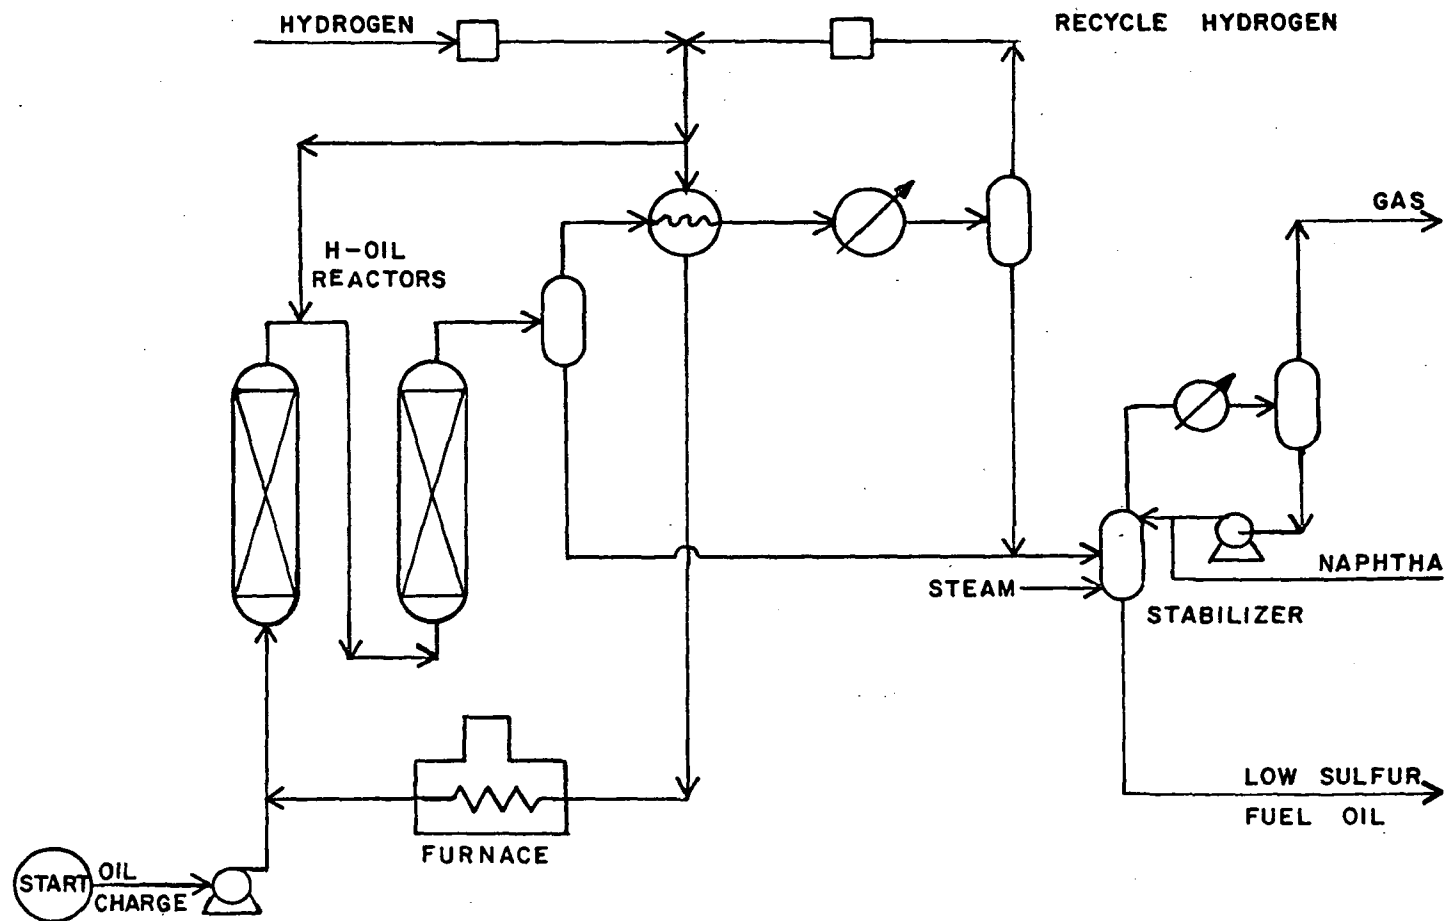 HYDROGEN
RECYCLE HYDROGEN
GAS
H-OIL
REACTORS
NAPHTHA
STEAM
STABILIZER
LOW SULFUR
FUEL OIL
FURNACE
START
OIL
CHARGE